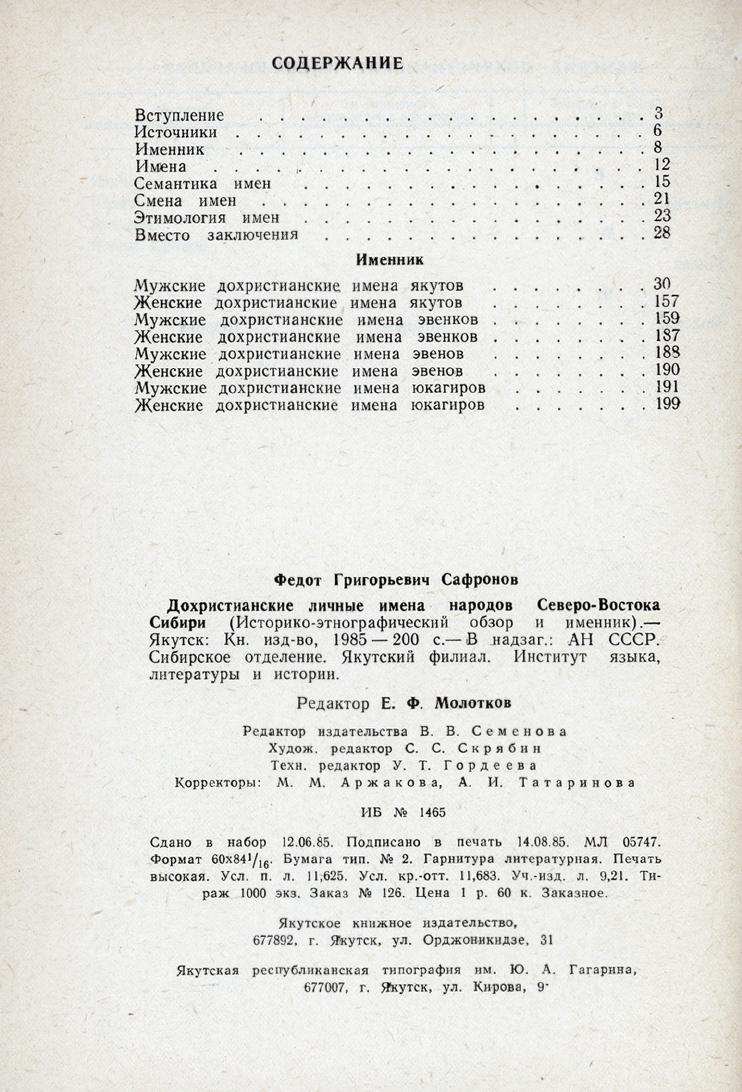 СОДЕРЖАНИЕ
Вступление . . . . . . . . . . . . . . . . . . 3
Источники . . . . . . . . . . . . . . . . . . . 6
Именник . . . . . . . . . . . . . . . . . . . 8
Имена . . . . . . . . . . . . . . . . . . . . 12
Семантика имен . . . . . . . . . . . . . . . . 15
Смена имен . . . . . . . . . . . . . . . . . . 21
Этимология имен . . . . . . . . . . . . . . . 23
Вместо заключения . . . . . . . . . . . . . . 28
Именник
Мужские дохристианские имена якутов . . . . . . . 30
Женские дохристианские имена якутов . . . . . . . 157
Мужские дохристианские имена эвенков . . . . . . . 159
Женские дохристианские имена эвенков . . . . . . . 187
Мужские дохристианские имена эвенов . . . . . . . 188
Женские дохристианские имена эвенов . . . . . . . 190
Мужские дохристианские имена юкагиров . . . . . . 191
Женские дохристианские имена юкагиров . . . . . . 199
Федот Григорьевич Сафронов
Дохристианские личные имена народов Северо-Востока
Сибири (Историко-этнографический обзор и именник).—
Якутск: Кн. изд-во, 1985 — 200 с.— В надзаг.: АН СССР.
Сибирское отделение. Якутский филиал. Институт языка,
литературы и истории.
Редактор Е. Ф. Молотков
Редактор издательства В. В. Семенова
Худож. редактор С. С. Скрябин
Техн. редактор У. Т. Гордеева
Корректоры: М. М. Аржакова, А. И. Татаринова
ИБ № 1465
Сдано в набор 12.06.85. Подписано в печать 14.08.85. МЛ 05747.
Формат 60х84¹/₁₆. Бумага тип. № 2. Гарнитура литературная. Печать
высокая. Усл. п. л. 11,625. Усл. кр.-отт. 11,683. Уч.-изд. л. 9,21. Ти-
раж 1000 экз. Заказ № 126. Цена 1 р. 60 к. Заказное.
Якутское книжное издательство,
677892, г. Якутск, ул. Орджоникидзе, 31
Якутская республиканская типография им. Ю. А. Гагарина,
677007, г. Якутск, ул. Кирова, 9